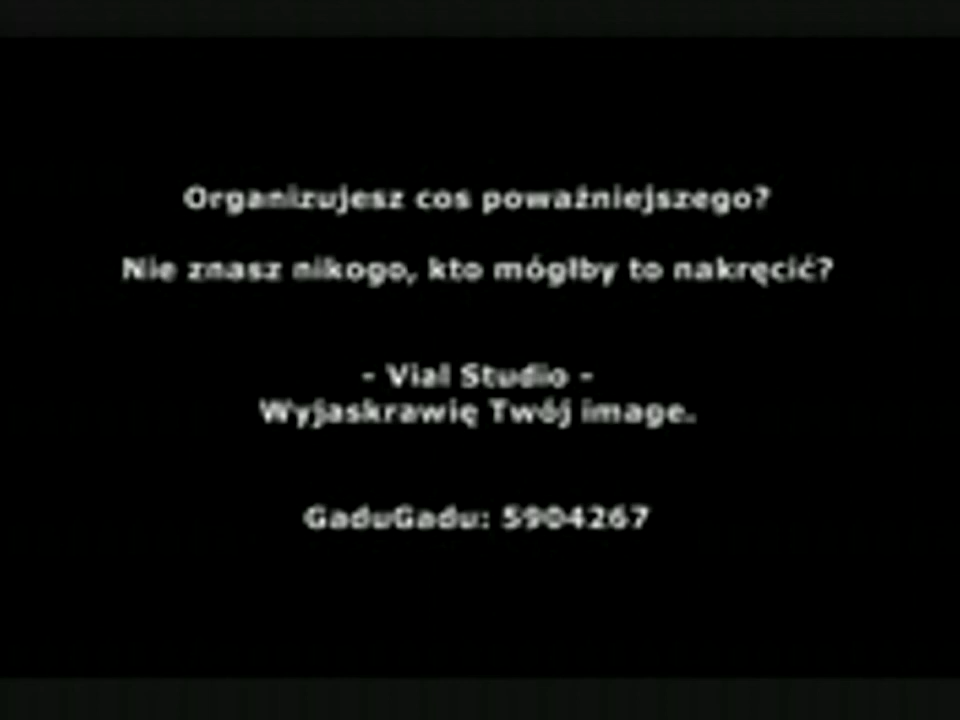 Organizujesz cos poważniejszego?
Nie znasz nikogo, kto mógłby to nakręcić?
- Vial Studio -
Wyjaskrawię Twój image.
GaduGadu: 5904267